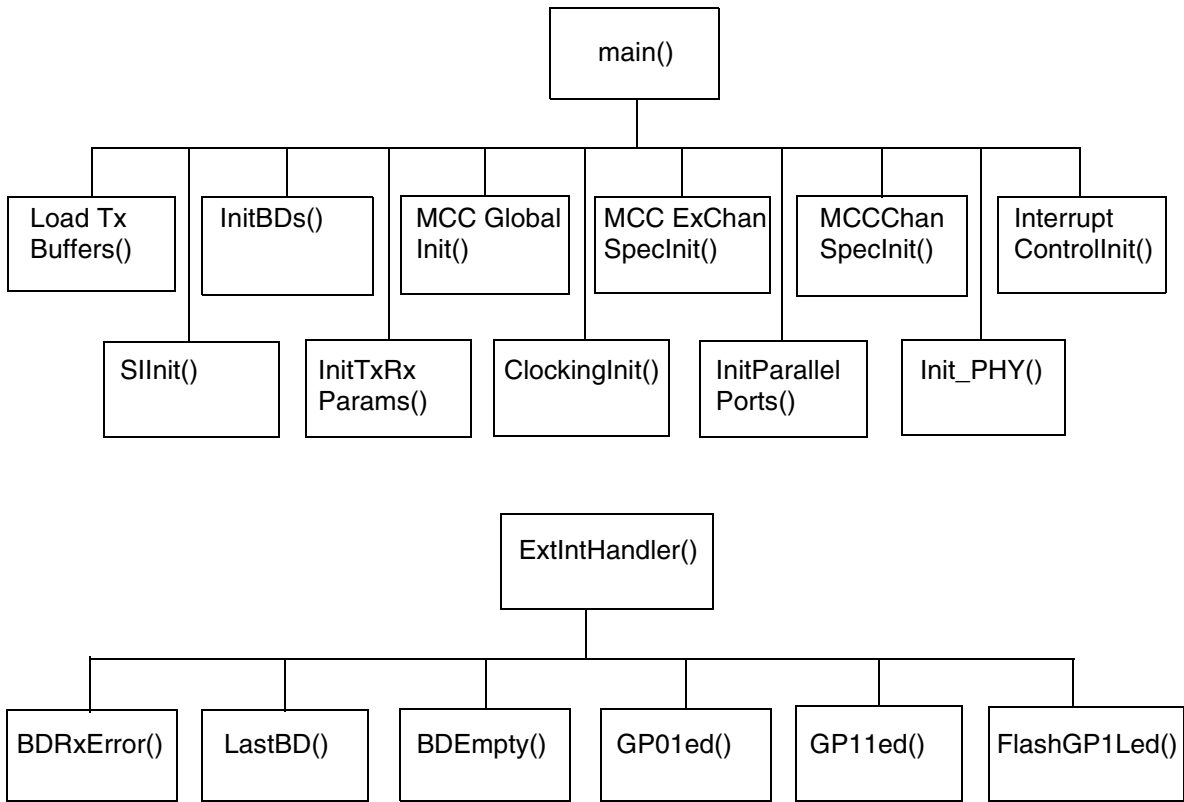 main()
Load Tx
Buffers()
InitBDs()
MCC Global
Init()
MCC ExChan
SpecInit()
MCCChan
SpecInit()
Interrupt
ControlInit()
SIInit()
InitTxRx
Params()
ClockingInit()
InitParallel
Ports()
Init_PHY()
ExtIntHandler()
BDRxError()
LastBD()
BDEmpty()
GP01ed()
GP11ed()
FlashGP1Led()